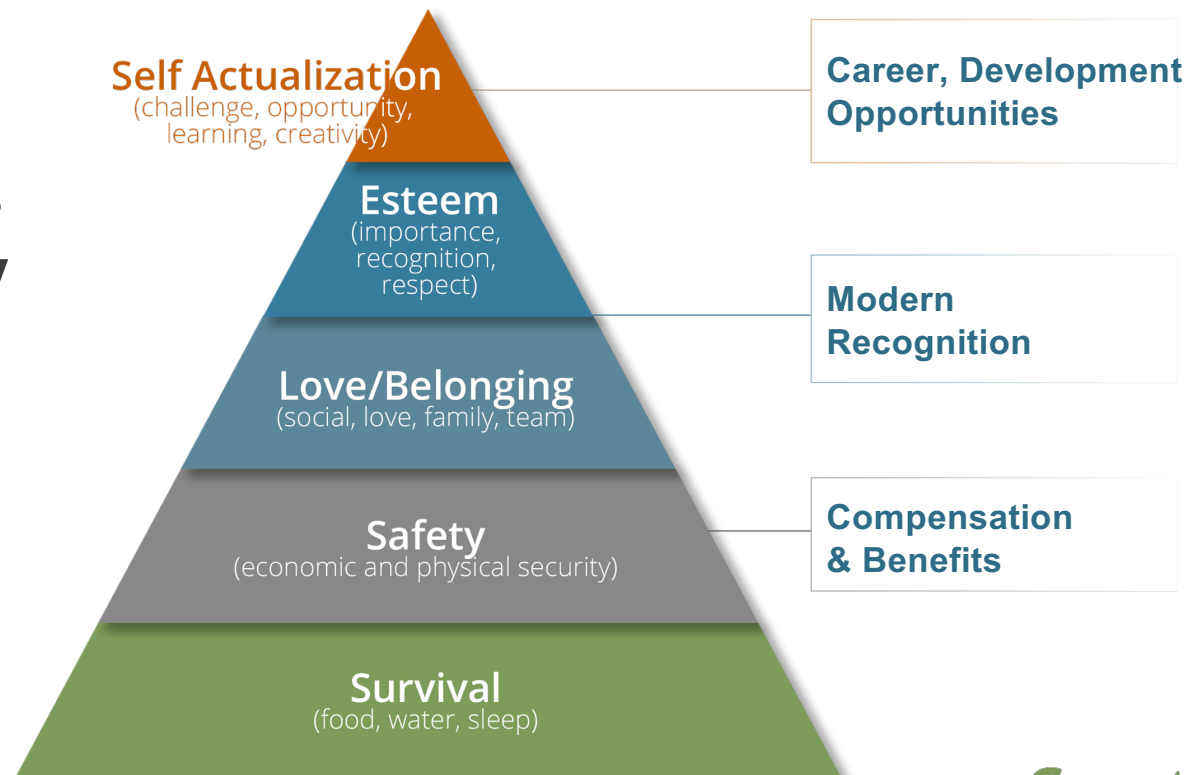 Self Actualization
(challenge, opportunity,
learning, creativity)
Career, Development
Opportunities
Esteem
(importance,
recognition,
respect)
Modern
Recognition
Love/Belonging
(social, love, family, team)
Safety
(economic and physical security)
Compensation
& Benefits
Survival
(food, water, sleep)